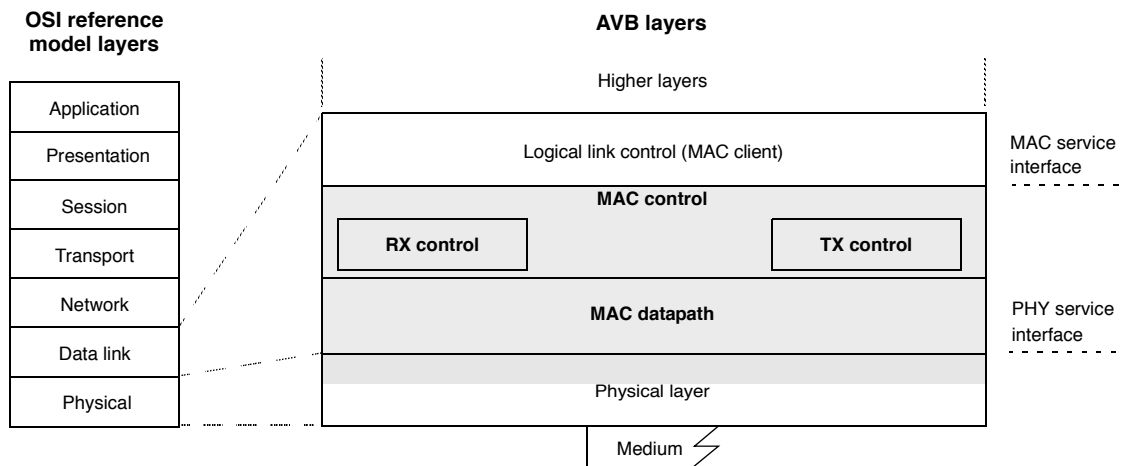 OSI reference
model layers
Application
Presentation
Session
Transport
Network
Data link
Physical
AVB layers
Higher layers
Logical link control (MAC client)
MAC control
RX control
TX control
MAC datapath
Physical layer
Medium
MAC service
interface
PHY service
interface